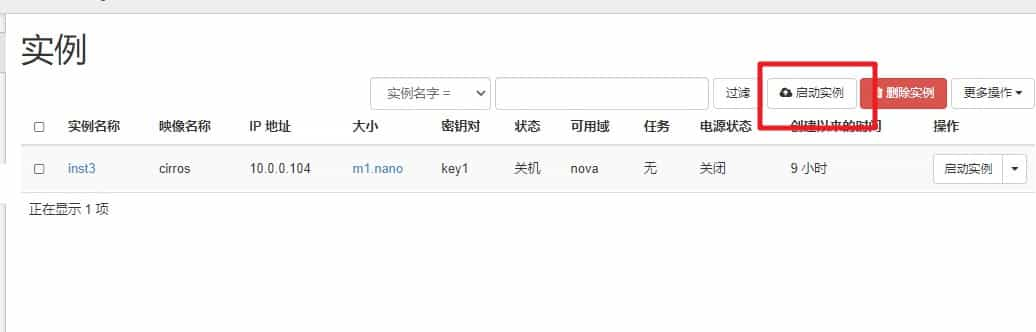 实例
实例名字 = 过滤 启动实例 删除实例 更多操作
实例名称 映像名称 IP 地址 大小 密钥对 状态 可用域 任务 电源状态 创建以来的时间 操作
inst3 cirros 10.0.0.104 m1.nano key1 关机 nova 无 关闭 9 小时 启动实例
正在显示 1 项